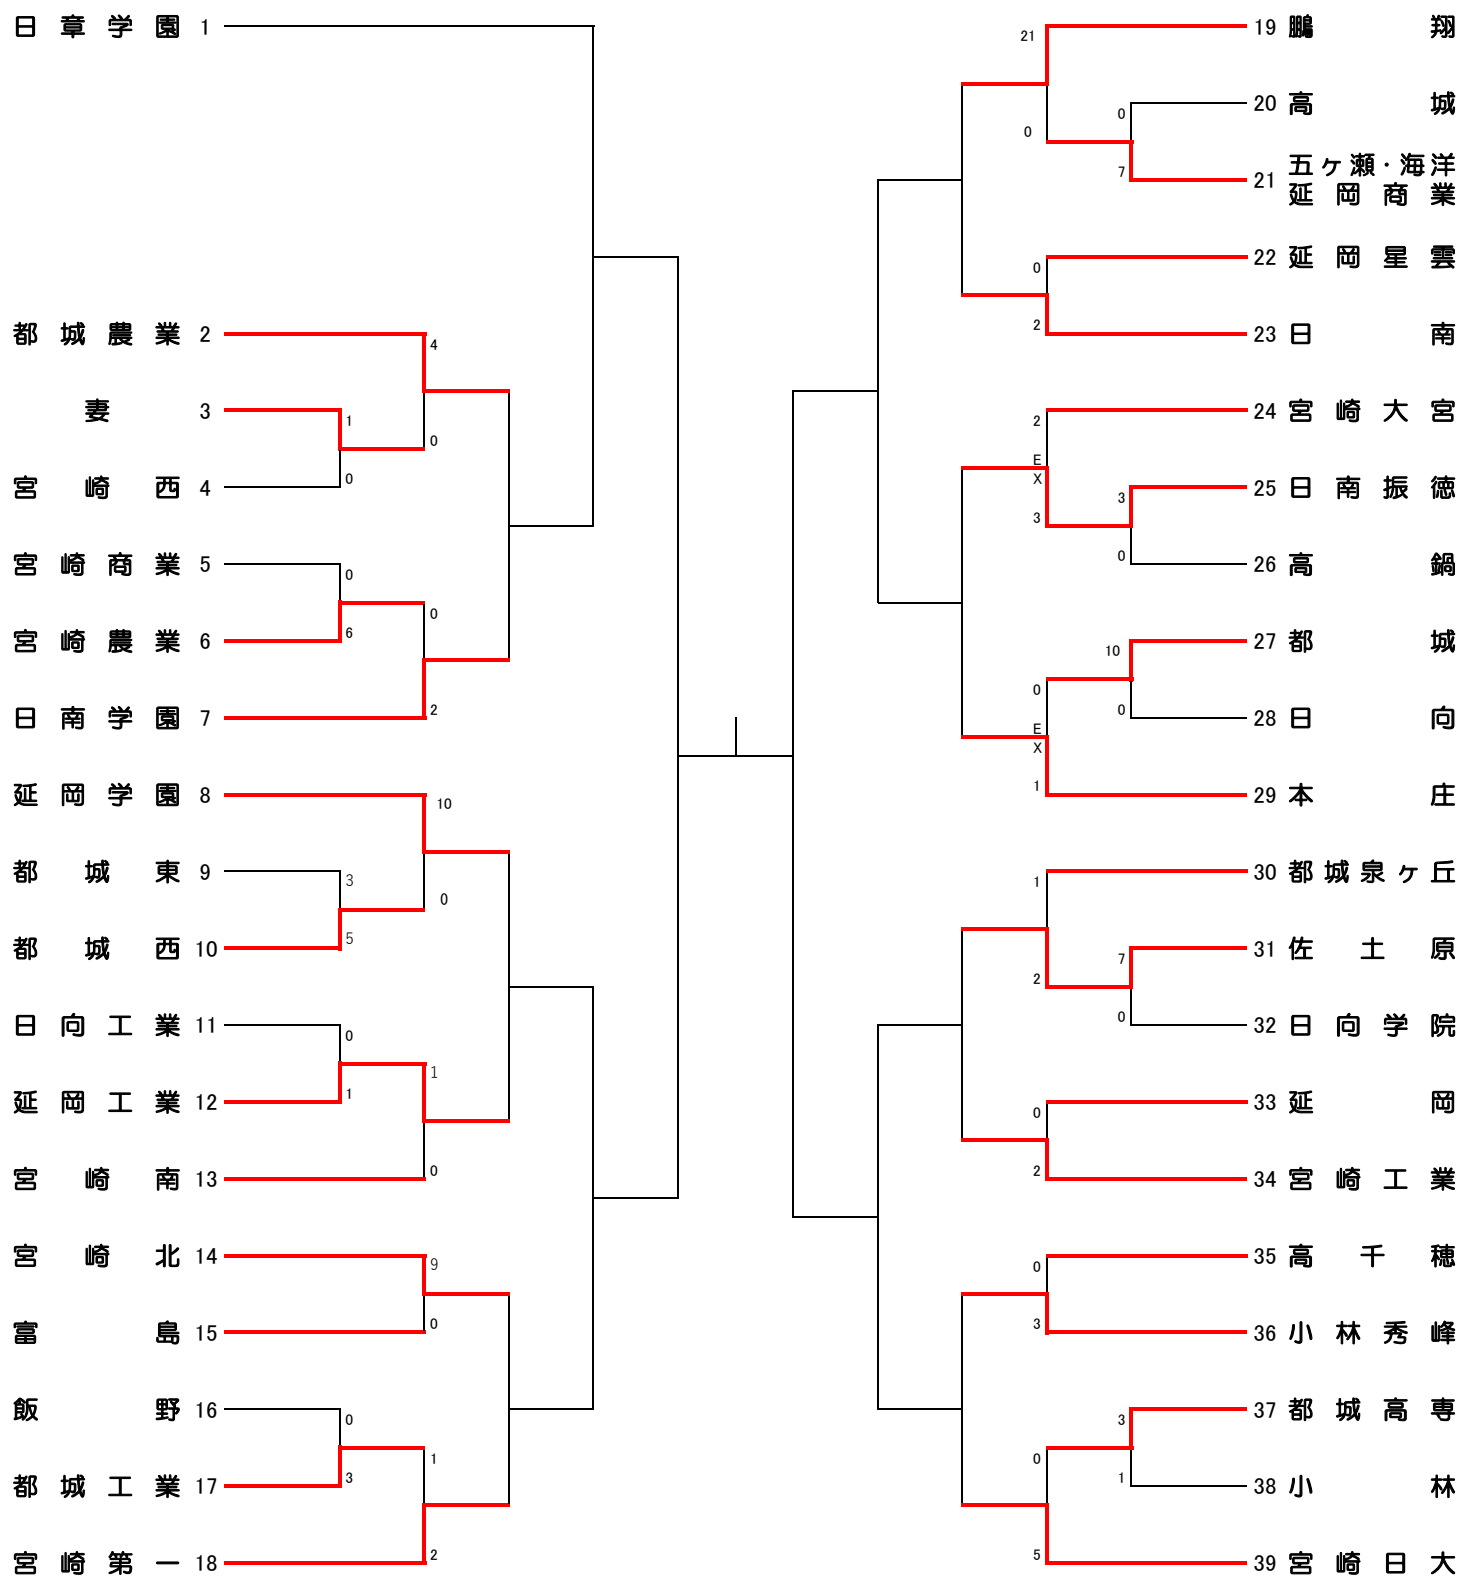 日章学園 1
都城農業 2
4
妻 3
1
0
宮崎西 4
0
宮崎商業 5
0
0
宮崎農業 6
6
日南学園 7
2
延岡学園 8
10
都城東 9
3
0
都城西 10
5
日向工業 11
0
1
延岡工業 12
1
宮崎南 13
0
宮崎北 14
9
富島 15
0
飯野 16
0
1
都城工業 17
3
宮崎第一 18
2
19 鵬翔
21
20 高城
0
0
21 五ヶ瀬・海洋
延岡商業
7
22 延岡星雲
0
23 日南
2
24 宮崎大宮
2
EX
25 日南振徳
3
3
26 高鍋
0
27 都城
10
0
28 日向
0
EX
29 本庄
1
30 都城泉ヶ丘
1
31 佐土原
7
2
32 日向学院
0
33 延岡
0
34 宮崎工業
2
35 高千穂
0
36 小林秀峰
3
37 都城高専
3
0
38 小林
1
39 宮崎日大
5